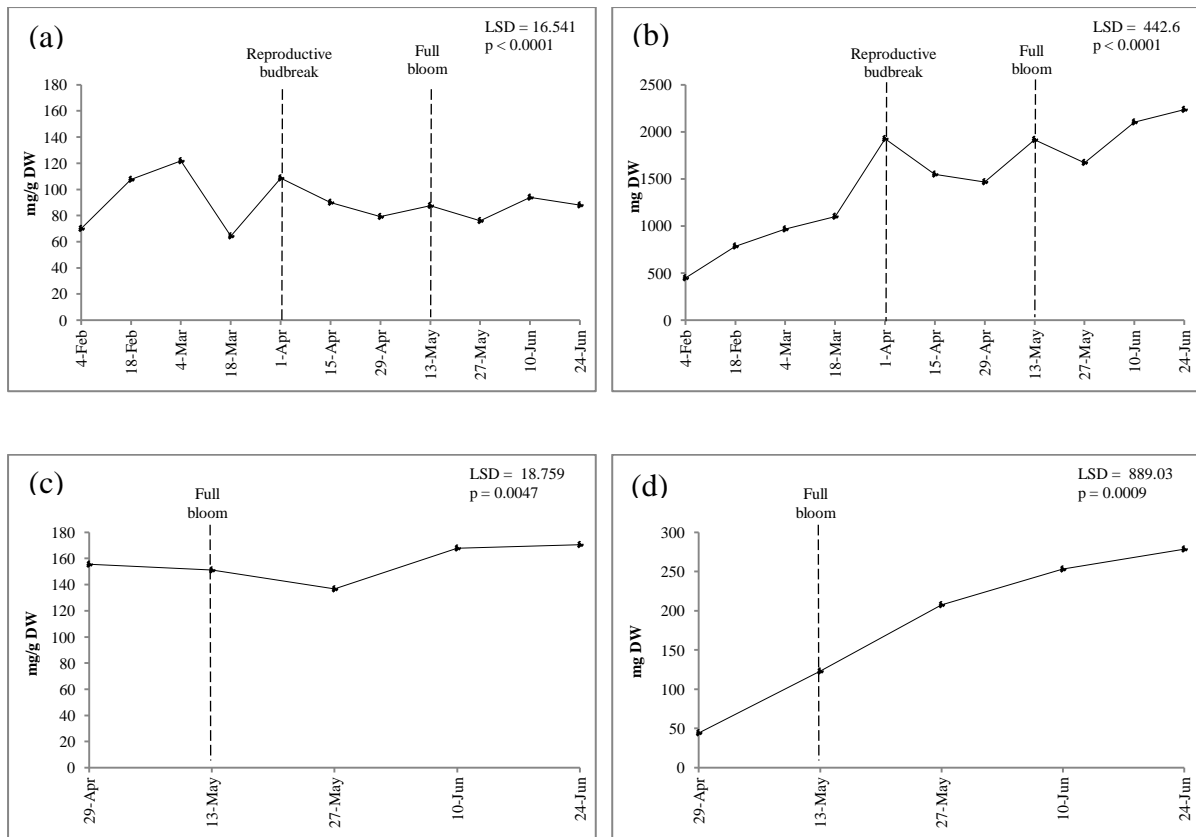 (a)
LSD = 16.541
p < 0.0001
Reproductive
budbreak
Full
bloom
mg/g DW
180
160
140
120
100
80
60
40
20
0
4-Feb
18-Feb
4-Mar
18-Mar
1-Apr
15-Apr
29-Apr
13-May
27-May
10-Jun
24-Jun
(b)
LSD = 442.6
p < 0.0001
Reproductive
budbreak
Full
bloom
mg DW
2500
2000
1500
1000
500
0
4-Feb
18-Feb
4-Mar
18-Mar
1-Apr
15-Apr
29-Apr
13-May
27-May
10-Jun
24-Jun
(c)
LSD = 18.759
p = 0.0047
Full
bloom
mg/g DW
180
160
140
120
100
80
60
40
20
0
29-Apr
13-May
27-May
10-Jun
24-Jun
(d)
LSD = 889.03
p = 0.0009
Full
bloom
mg DW
300
250
200
150
100
50
0
29-Apr
13-May
27-May
10-Jun
24-Jun